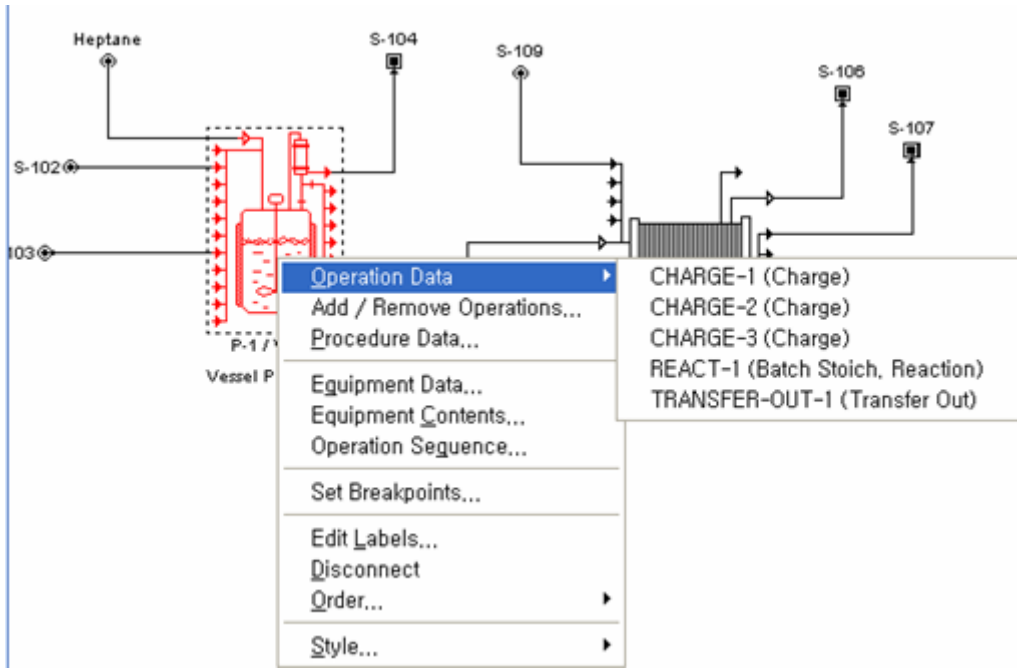 Heptane
S-104
S-109
S-106
S-107
S-102
103
P-1 /
Vessel P
Operation Data
Add / Remove Operations...
Procedure Data...
Equipment Data...
Equipment Contents...
Operation Sequence...
Set Breakpoints...
Edit Labels...
Disconnect
Order...
Style...
CHARGE-1 (Charge)
CHARGE-2 (Charge)
CHARGE-3 (Charge)
REACT-1 (Batch Stoich, Reaction)
TRANSFER-OUT-1 (Transfer Out)